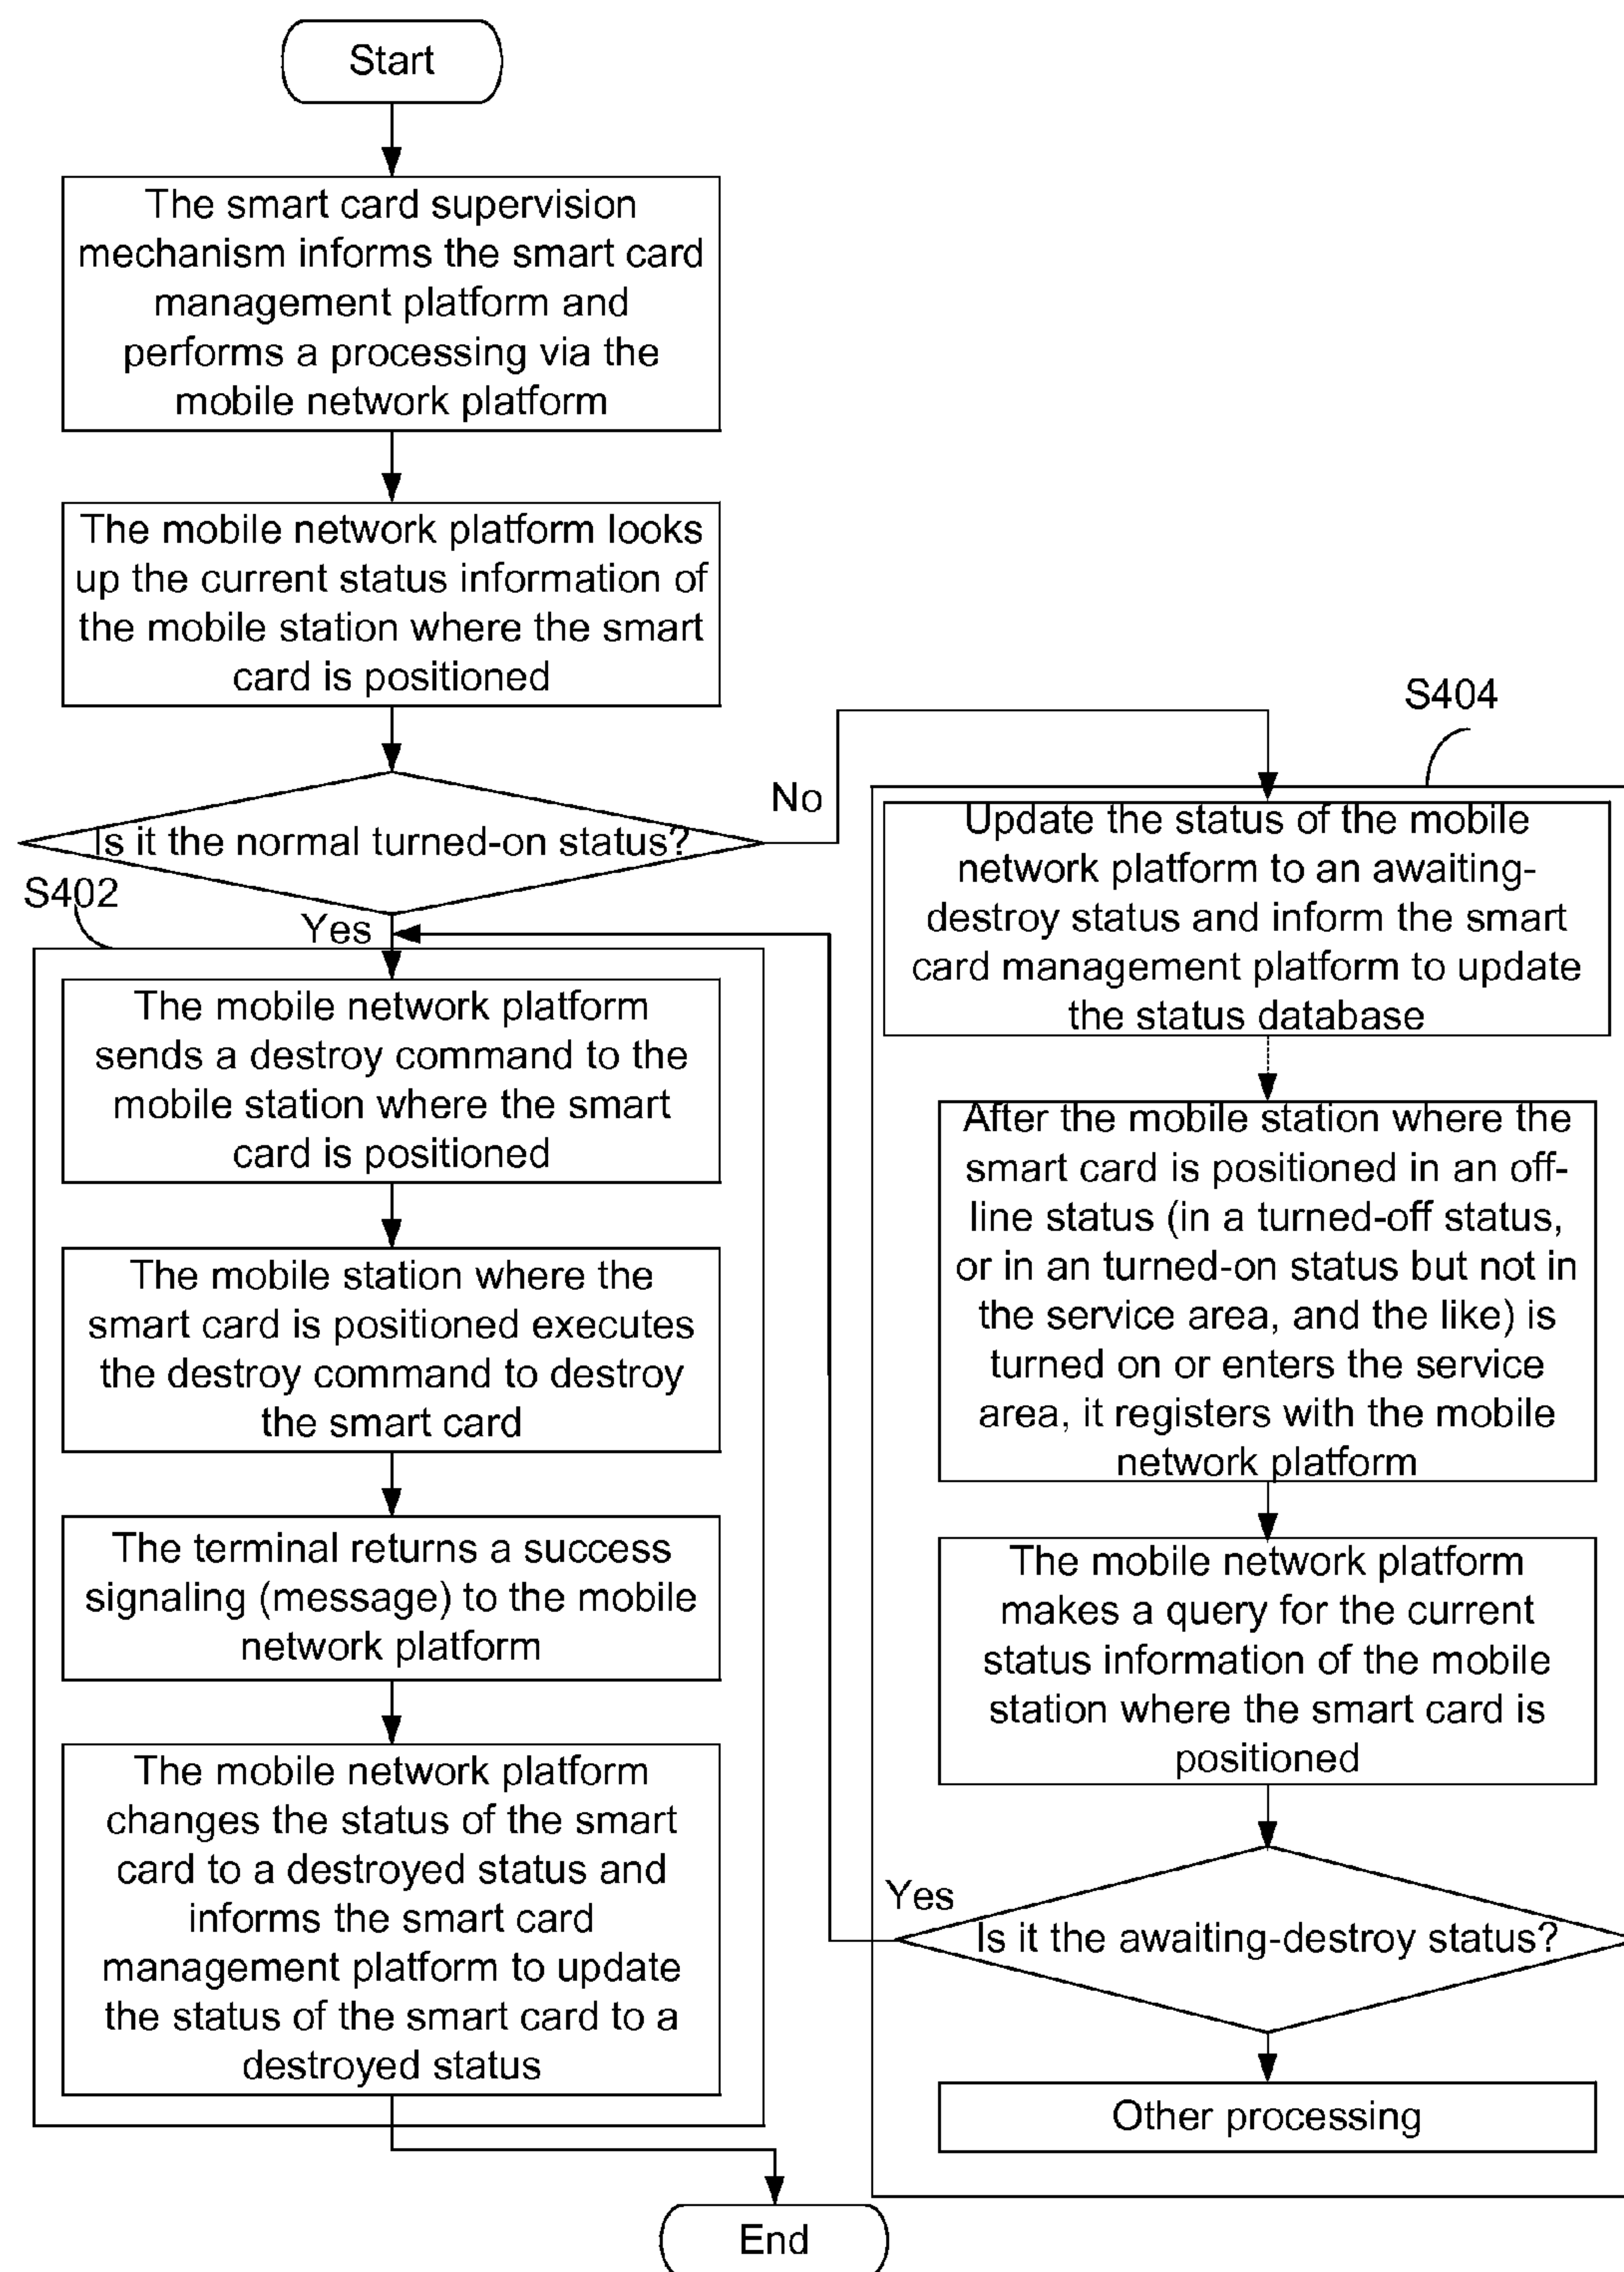 Start
The smart card supervision
mechanism informs the smart card
management platform and
performs a processing via the
mobile network platform
The mobile network platform looks
up the current status information of
the mobile station where the smart
card is positioned
Is it the normal turned-on status?
No
Yes
S402
The mobile network platform
sends a destroy command to the
mobile station where the smart
card is positioned
The mobile station where the
smart card is positioned executes
the destroy command to destroy
the smart card
The terminal returns a success
signaling (message) to the mobile
network platform
The mobile network platform
changes the status of the smart
card to a destroyed status and
informs the smart card
management platform to update
the status of the smart card to a
destroyed status
S404
Update the status of the mobile
network platform to an awaiting-
destroy status and inform the smart
card management platform to update
the status database
After the mobile station where the
smart card is positioned in an off-
line status (in a turned-off status,
or in an turned-on status but not in
the service area, and the like) is
turned on or enters the service
area, it registers with the mobile
network platform
The mobile network platform
makes a query for the current
status information of the mobile
station where the smart card is
positioned
Yes
Is it the awaiting-destroy status?
Other processing
End